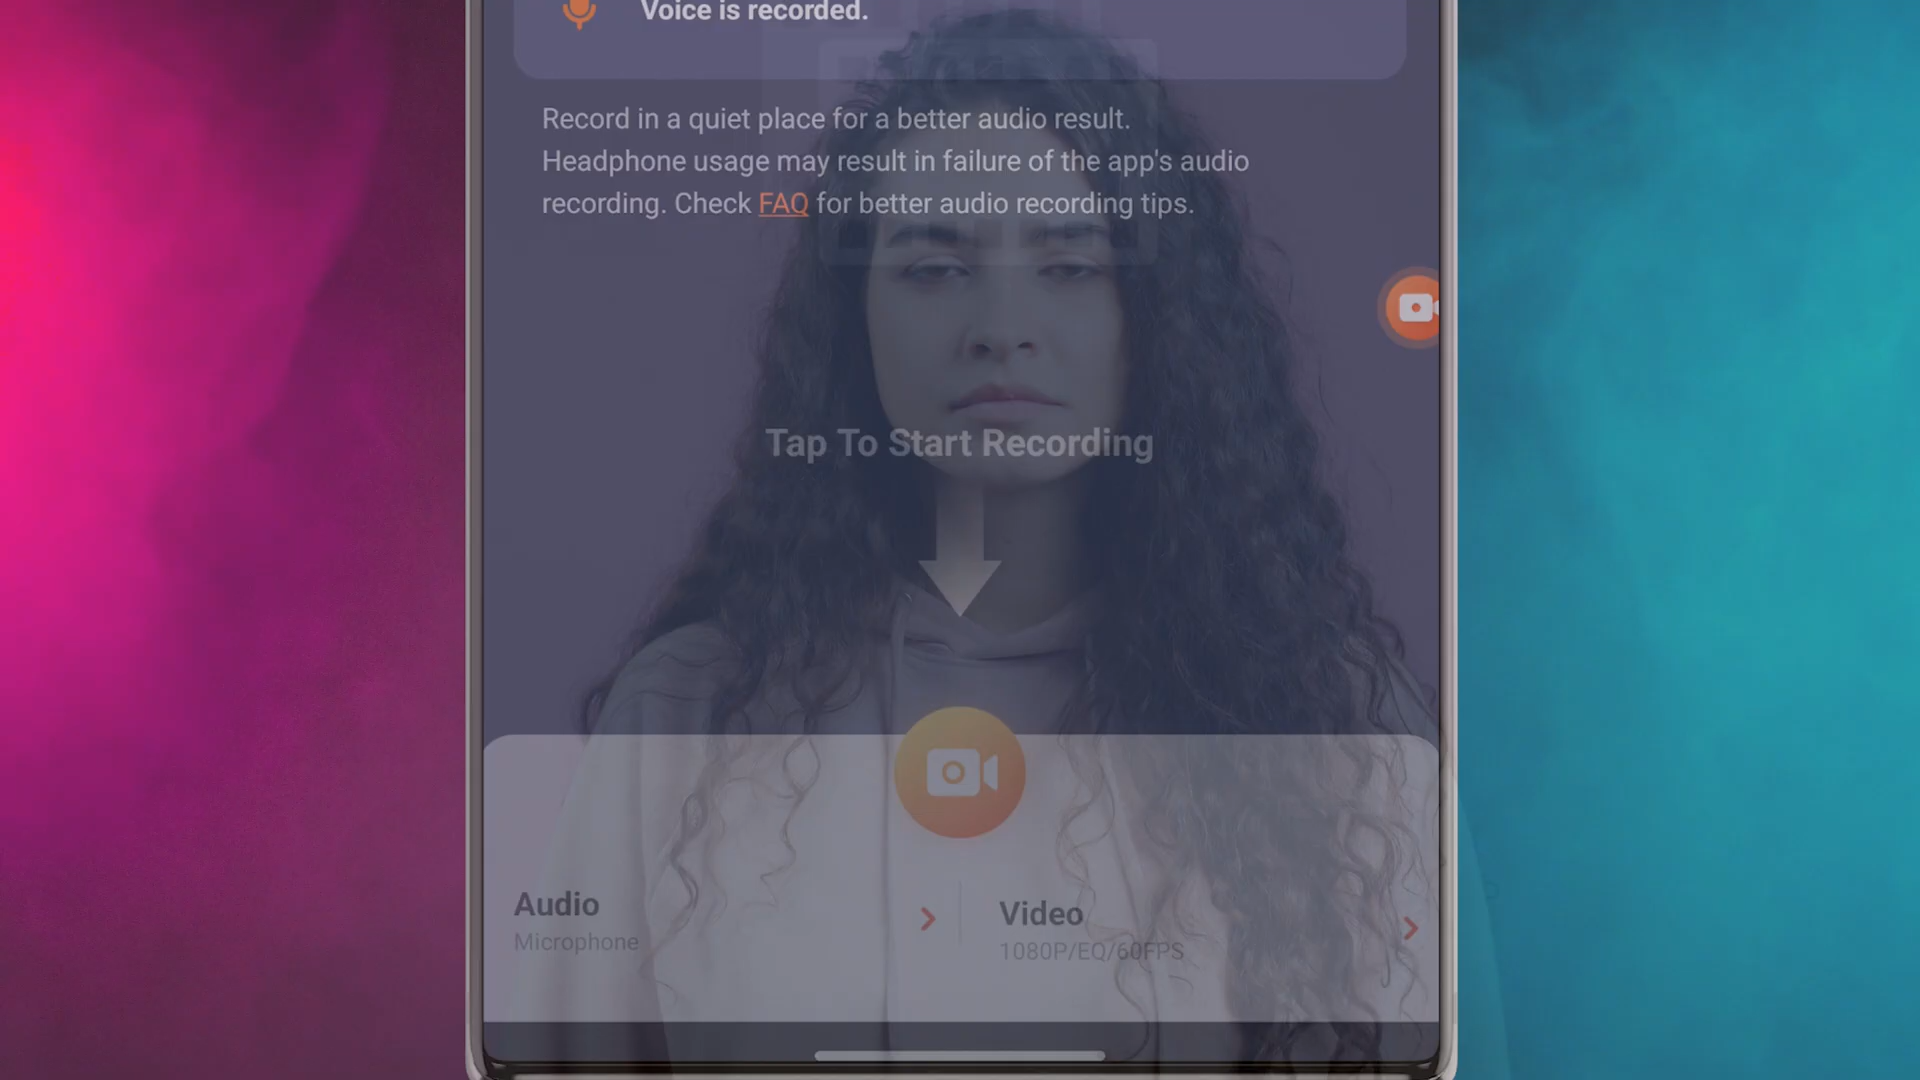 Voice is recorded.
Record in a quiet place for a better audio result.
Headphone usage may result in failure of the app's audio
recording. Check FAQ for better audio recording tips.
Tap To Start Recording
Audio
Microphone
Video
1080P/EQ/60FPS